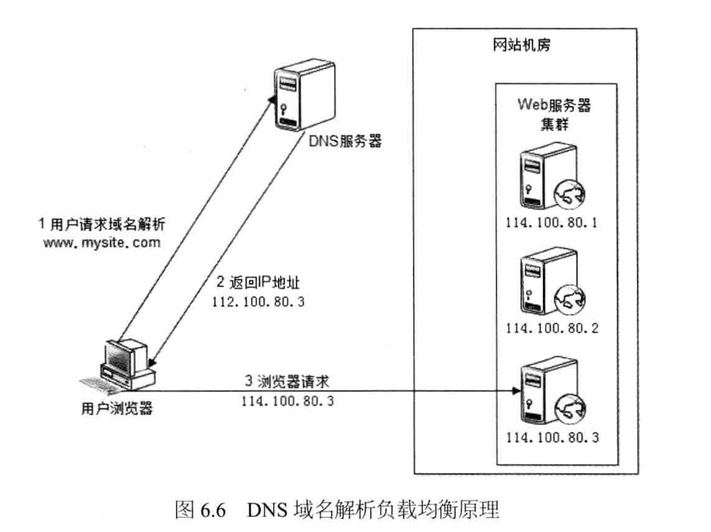 网站机房
Web服务器
集群
DNS服务器
114.100.80.1
1 用户请求域名解析
www.mysite.com
2 返回IP地址
112.100.80.3
114.100.80.2
3 浏览器请求
114.100.80.3
用户浏览器
114.100.80.3
图 6.6 DNS 域名解析负载均衡原理